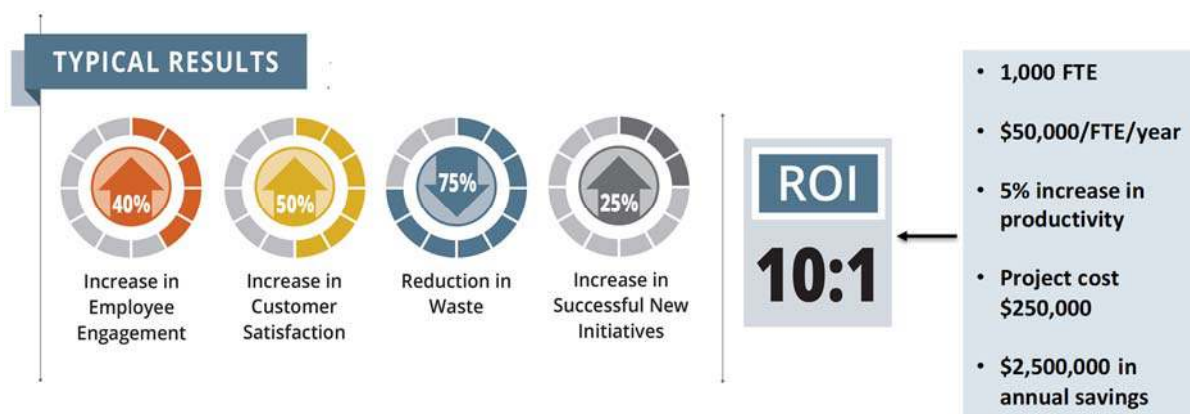 TYPICAL RESULTS
40%
Increase in
Employee
Engagement
50%
Increase in
Customer
Satisfaction
75%
Reduction in
Waste
25%
Increase in
Successful New
Initiatives
ROI
10:1
• 1,000 FTE
• $50,000/FTE/year
• 5% increase in
productivity
• Project cost
$250,000
• $2,500,000 in
annual savings